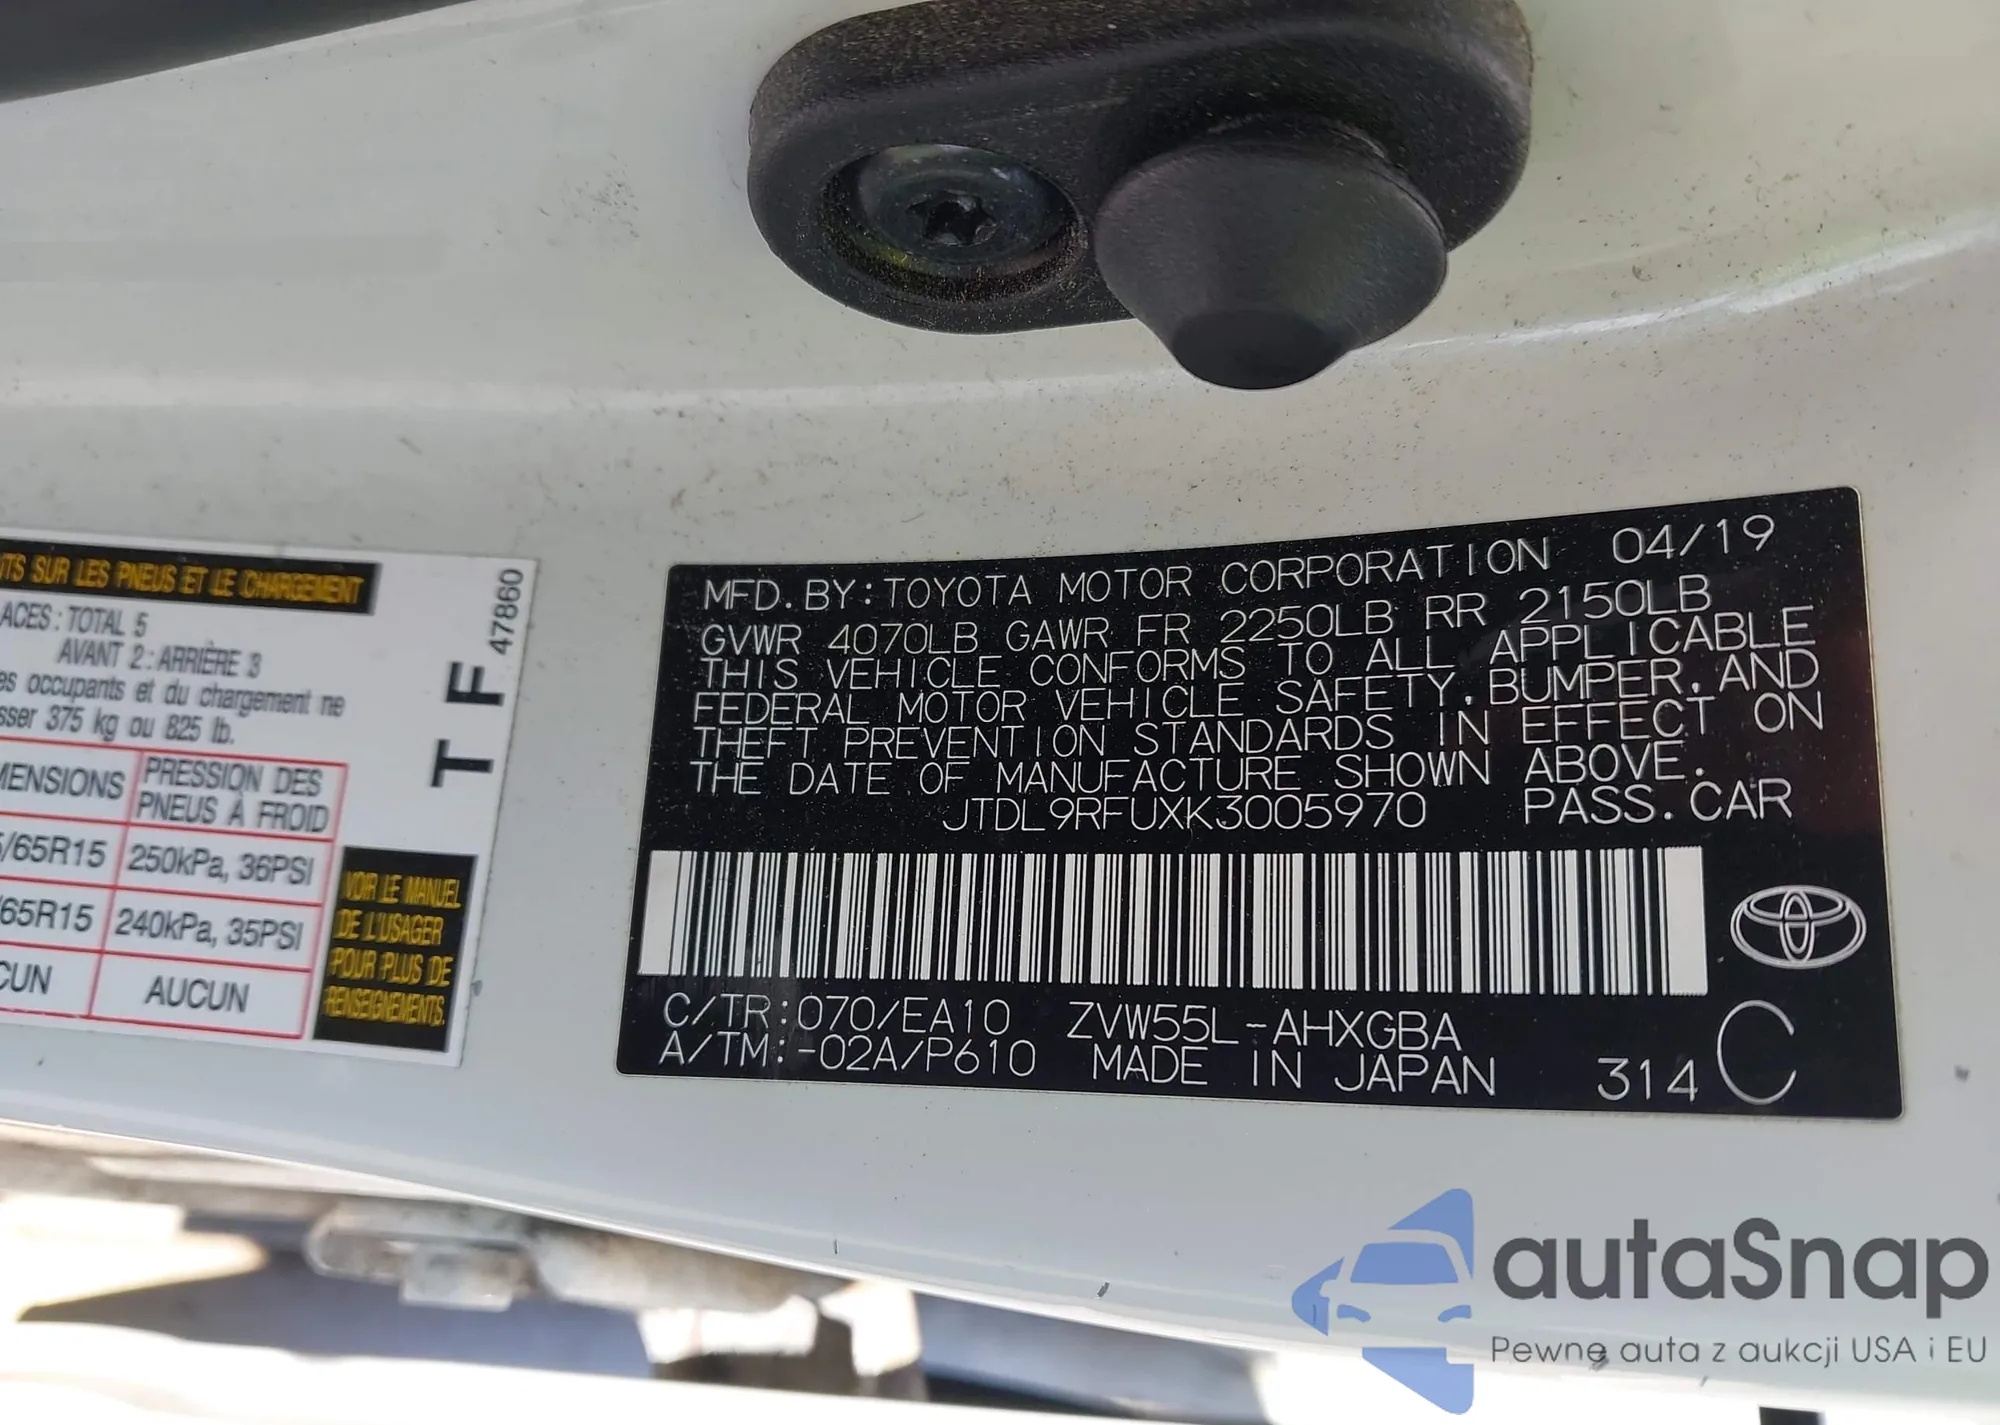 UTS SUR LES PNEUS ET LE CHARGEMENT
ACES : TOTAL 5
AVANT 2 : ARRIÈRE 3
es occupants et du chargement ne
sser 375 kg ou 825 lb.
MENSIONS PRESSION DES PNEUS À FROID
/65R15 250kPa, 36PSI
/65R15 240kPa, 35PSI
CUN AUCUN
VOIR LE MANUEL
DE L'USAGER
POUR PLUS DE
RENSEIGNEMENTS.
T F 47860
MFD. BY: TOYOTA MOTOR CORPORATION 04/19
GVWR 4070LB GAWR FR 2250LB RR 2150LB
THIS VEHICLE CONFORMS TO ALL APPLICABLE
FEDERAL MOTOR VEHICLE SAFETY, BUMPER, AND
THEFT PREVENTION STANDARDS IN EFFECT ON
THE DATE OF MANUFACTURE SHOWN ABOVE.
JTDL9RFUXK3005970 PASS. CAR
C/TR: 070/EA10 ZVW55L-AHXGBA
A/TM: -02A/P610 MADE IN JAPAN 314 C
autaSnap
Pewne auta z aukcji USA i EU